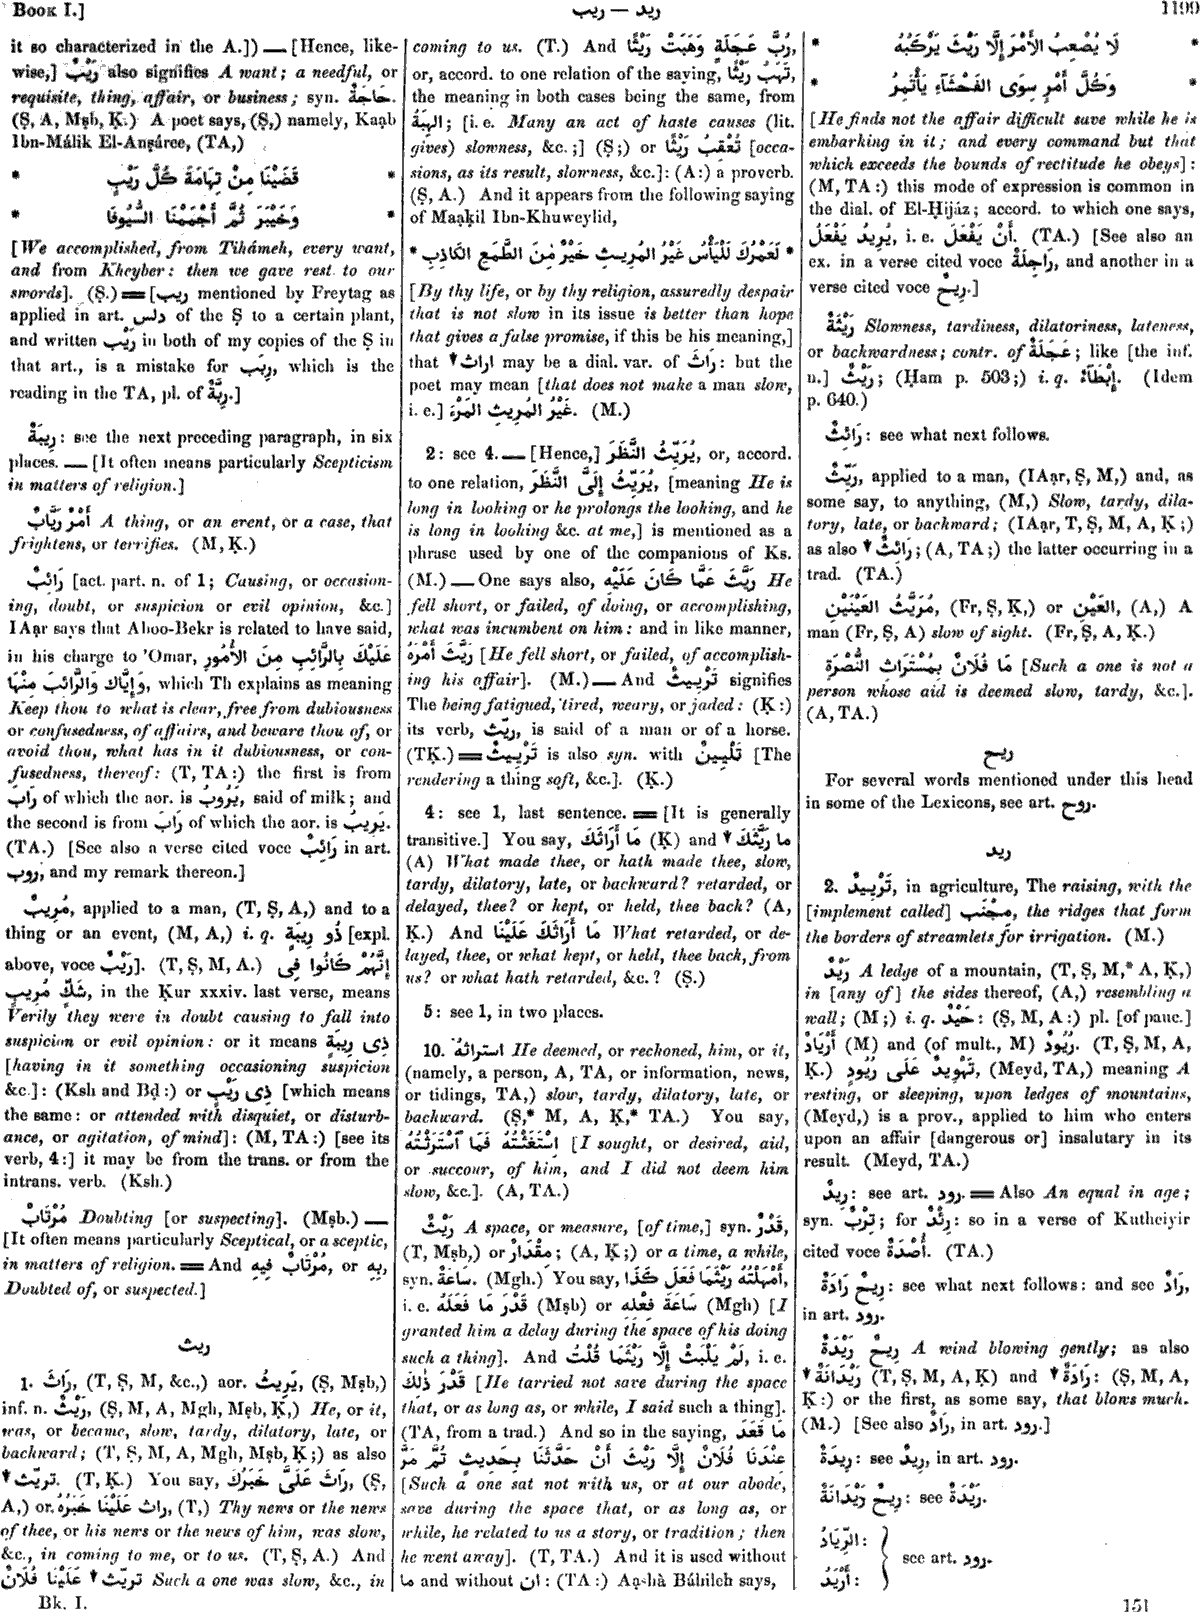 Book I.]
ريب — ريد
1199
it so characterized in the A.]) — [Hence, like-
wise,] رَيْبٌ also signifies A want; a needful, or
requisite, thing, affair, or business; syn. حَاجَةٌ.
(Ṣ, A, Mṣb, Ḳ.) A poet says, (Ṣ,) namely, Kaạb
Ibn-Málik El-Anṣáree, (TA,)
* قَضَيْنَا مِنْ تِهَامَةَ كُلَّ رَيْبٍ *
* وَخَيْبَرَ ثُمَّ أَجْمَمْنَا السُّيُوفَا *
[We accomplished, from Tihámeh, every want,
and from Kheyber: then we gave rest to our
swords]. (Ṣ.) ═ [ريب mentioned by Freytag as
applied in art. دلس of the Ṣ to a certain plant,
and written رَيْب in both of my copies of the Ṣ in
that art., is a mistake for رِبَب, which is the
reading in the TA, pl. of رِبَّةٌ.]
رِيبَةٌ: see the next preceding paragraph, in six
places. — [It often means particularly Scepticism
in matters of religion.]
أَمْرٌ رَيَّابٌ A thing, or an event, or a case, that
frightens, or terrifies. (M, Ḳ.)
رَائِبٌ [act. part. n. of 1; Causing, or occasion-
ing, doubt, or suspicion or evil opinion, &c.]
IAạr says that Aboo-Bekr is related to have said,
in his charge to 'Omar, عَلَيْكَ بِالرَّائِبِ مِنَ الأُمُورِ
وَإِيَّاكَ وَالرَّائِبَ مِنْهَا, which Th explains as meaning
Keep thou to what is clear, free from dubiousness
or confusedness, of affairs, and beware thou of, or
avoid thou, what has in it dubiousness, or con-
fusedness, thereof: (T, TA:) the first is from
رَابَ of which the aor. is يَرُوبُ, said of milk; and
the second is from رَابَ of which the aor. is يَرِيبُ.
(TA.) [See also a verse cited voce رَائِبٌ in art.
روب, and my remark thereon.]
مُرِيبٌ, applied to a man, (T, Ṣ, A,) and to a
thing or an event, (M, A,) i. q. ذُو رِيبَةٍ [expl.
above, voce رَيْبٌ]. (T, Ṣ, M, A.) إِنَّهُمْ كَانُوا فِى
شَكٍّ مُرِيبٍ, in the Ḳur xxxiv. last verse, means
Verily they were in doubt causing to fall into
suspicion or evil opinion: or it means ذِى رِيبَةٍ
[having in it something occasioning suspicion
&c.]: (Ksh and Bḍ:) or ذِى رَيْبٍ [which means
the same: or attended with disquiet, or disturb-
ance, or agitation, of mind]: (M, TA:) [see its
verb, 4:] it may be from the trans. or from the
intrans. verb. (Ksh.)
مُرْتَابٌ Doubting [or suspecting]. (Mṣb.) —
[It often means particularly Sceptical, or a sceptic,
in matters of religion. ═ And مُرْتَابٌ فِيهِ, or بِهِ,
Doubted of, or suspected.]
ريث
1. رَاثَ, (T, Ṣ, M, &c.,) aor. يَرِيثُ, (Ṣ, Mṣb,)
inf. n. رَيْثٌ, (Ṣ, M, A, Mgh, Mṣb, Ḳ,) He, or it,
was, or became, slow, tardy, dilatory, late, or
backward; (T, Ṣ, M, A, Mgh, Mṣb, Ḳ;) as also
▼ تريّث. (T, Ḳ.) You say, رَاثَ عَلَىَّ خَبَرُكَ, (Ṣ,
A,) or راث عَلَيْنَا خَبَرُهُ, (T,) Thy news or the news
of thee, or his news or the news of him, was slow,
&c., in coming to me, or to us. (T, Ṣ, A.) And
تريّث ▼ عَلَيْنَا فُلَانٌ Such a one was slow, &c., in
Bk. I.
coming to us. (T.) And رُبَّ عَجَلَةٍ وَهَبَتْ رَيْثًا,
or, accord. to one relation of the saying, تَهَبُ رَيْثًا,
the meaning in both cases being the same, from
الهِبَةُ; [i. e. Many an act of haste causes (lit.
gives) slowness, &c.;] (Ṣ;) or تُعْقِبُ رَيْثًا [occa-
sions, as its result, slowness, &c.]: (A:) a proverb.
(Ṣ, A.) And it appears from the following saying
of Maạḳil Ibn-Khuweylid,
* لَعَمْرُكَ لَلْيَأْسُ غَيْرُ المُرِيثِ خَيْرٌ مِنَ الطَّمَعِ الكَاذِبِ *
[By thy life, or by thy religion, assuredly despair
that is not slow in its issue is better than hope
that gives a false promise, if this be his meaning,]
that ▼ اراث may be a dial. var. of رَاثَ: but the
poet may mean [that does not make a man slow,
i. e.] غَيْرُ المُرِيثِ المَرْءَ. (M.)
2: see 4. — [Hence,] يُرَيِّثُ النَّظَرَ, or, accord.
to one relation, يُرَيِّثُ إِلَىَّ النَّظَرَ, [meaning He is
long in looking or he prolongs the looking, and he
is long in looking &c. at me,] is mentioned as a
phrase used by one of the companions of Ks.
(M.) — One says also, رَيَّثَ عَمَّا كَانَ عَلَيْهِ He
fell short, or failed, of doing, or accomplishing,
what was incumbent on him: and in like manner,
رَيَّثَ أَمْرَهُ [He fell short, or failed, of accomplish-
ing his affair]. (M.) — And تَرْيِيثٌ signifies
The being fatigued, tired, weary, or jaded: (Ḳ:)
its verb, ريّث, is said of a man or of a horse.
(TḲ.) ═ تَرْيِيثٌ is also syn. with تَلْيِينٌ [The
rendering a thing soft, &c.]. (Ḳ.)
4: see 1, last sentence. ═ [It is generally
transitive.] You say, مَا أَرَاثَكَ (Ḳ) and ▼ ما رَيَّثَكَ
(A) What made thee, or hath made thee, slow,
tardy, dilatory, late, or backward? retarded, or
delayed, thee? or kept, or held, thee back? (A,
Ḳ.) And مَا أَرَاثَكَ عَلَيْنَا What retarded, or de-
layed, thee, or what kept, or held, thee back, from
us? or what hath retarded, &c.? (Ṣ.)
5: see 1, in two places.
10. استراثهُ He deemed, or reckoned, him, or it,
(namely, a person, A, TA, or information, news,
or tidings, TA,) slow, tardy, dilatory, late, or
backward. (Ṣ,* M, A, Ḳ,* TA.) You say,
اِسْتَغَثْتُهُ فَمَا ٱسْتَرَثْتُهُ [I sought, or desired, aid,
or succour, of him, and I did not deem him
slow, &c.]. (A, TA.)
رَيْثٌ A space, or measure, [of time,] syn. قَدْرٌ,
(T, Mṣb,) or مِقْدَارٌ; (A, Ḳ;) or a time, a while,
syn. سَاعَةٌ. (Mgh.) You say, أَمْهَلْتُهُ رَيْثَمَا فَعَلَ كَذَا,
i. e. قَدْرَ مَا فَعَلَهُ (Mṣb) or سَاعَةَ فعْلِهِ (Mgh) [I
granted him a delay during the space of his doing
such a thing]. And لَمْ يَلْبَثْ إِلَّا رَيْثَمَا قُلْتُ, i. e.
قَدْرَ ذٰلِكَ [He tarried not save during the space
that, or as long as, or while, I said such a thing].
(TA, from a trad.) And so in the saying, مَا قَعَدَ
عِنْدَنَا فُلَانٌ إِلَّا رَيْثَ أَنْ حَدَّثَنَا بِحَدِيثٍ ثُمَّ مَرَّ
[Such a one sat not with us, or at our abode,
save during the space that, or as long as, or
while, he related to us a story, or tradition; then
he went away]. (T, TA.) And it is used without
ما and without ان: (TA:) Aạshà Báhileh says,
* لَا يُصْعِبُ الأَمْرَ إِلَّا رَيْثَ يَرْكَبُهُ *
* وَكُلَّ أَمْرٍ سِوَى الفَحْشَآءِ يَأْتَمِرُ *
[He finds not the affair difficult save while he is
embarking in it; and every command but that
which exceeds the bounds of rectitude he obeys]:
(M, TA:) this mode of expression is common in
the dial. of El-Ḥijáz; accord. to which one says,
يُرِيدُ يَفْعَلُ, i. e. أَنْ يَفْعَلَ. (TA.) [See also an
ex. in a verse cited voce رَاحِلَةٌ, and another in a
verse cited voce رِيحٌ.]
رَيْثَةٌ Slowness, tardiness, dilatoriness, lateness,
or backwardness; contr. of عَجَلَةٌ; like [the inf.
n.] رَيْثٌ; (Ḥam p. 503;) i. q. إِبْطَآءٌ. (Idem
p. 640.)
رَائِثٌ: see what next follows.
رَيِّثٌ, applied to a man, (IAạr, Ṣ, M,) and, as
some say, to anything, (M,) Slow, tardy, dila-
tory, late, or backward; (IAạr, T, Ṣ, M, A, Ḳ;)
as also ▼ رَائِثٌ; (A, TA;) the latter occurring in a
trad. (TA.)
مُرَيَّثُ العَيْنَيْنِ, (Fr, Ṣ, Ḳ,) or العَيْنِ, (A,) A
man (Fr, Ṣ, A) slow of sight. (Fr, Ṣ, A, Ḳ.)
مَا فُلَانٌ بِمُسْتَرَاثِ النُّصْرَةِ [Such a one is not a
person whose aid is deemed slow, tardy, &c.].
(A, TA.)
ريح
For several words mentioned under this head
in some of the Lexicons, see art. روح.
ريد
2. تَرْيِيدٌ, in agriculture, The raising, with the
[implement called] مِجْنَب, the ridges that form
the borders of streamlets for irrigation. (M.)
رَيْدٌ A ledge of a mountain, (T, Ṣ, M,* A, Ḳ,)
in [any of] the sides thereof, (A,) resembling a
wall; (M;) i. q. حَيْدٌ: (Ṣ, M, A:) pl. [of pauc.]
أَرْيَادٌ (M) and (of mult., M) رُيُودٌ. (T, Ṣ, M, A,
Ḳ.) تَهْوِيدٌ عَلَى رُيُودٍ, (Meyd, TA,) meaning A
resting, or sleeping, upon ledges of mountains,
(Meyd,) is a prov., applied to him who enters
upon an affair [dangerous or] insalutary in its
result. (Meyd, TA.)
رِيدٌ: see art. رود. ═ Also An equal in age;
syn. تِرْبٌ; for رِئْدٌ: so in a verse of Kutheiyir
cited voce أُصْدَةٌ. (TA.)
رِيحٌ رَادَةٌ: see what next follows: and see رَادٌ,
in art. رود.
رِيحٌ رَيْدَةٌ A wind blowing gently; as also
▼ رَيْدَانَةٌ (T, Ṣ, M, A, Ḳ) and ▼ رَادَةٌ: (Ṣ, M, A,
Ḳ:) or the first, as some say, that blows much.
(M.) [See also رَادٌ, in art. رود.]
رِيدَةٌ: see رِيدٌ, in art. رود.
رِيحٌ رَيْدَانَةٌ: see رَيْدَةٌ.
الرِّيَادُ:
أَرْيَدُ:
see art. رود.
151